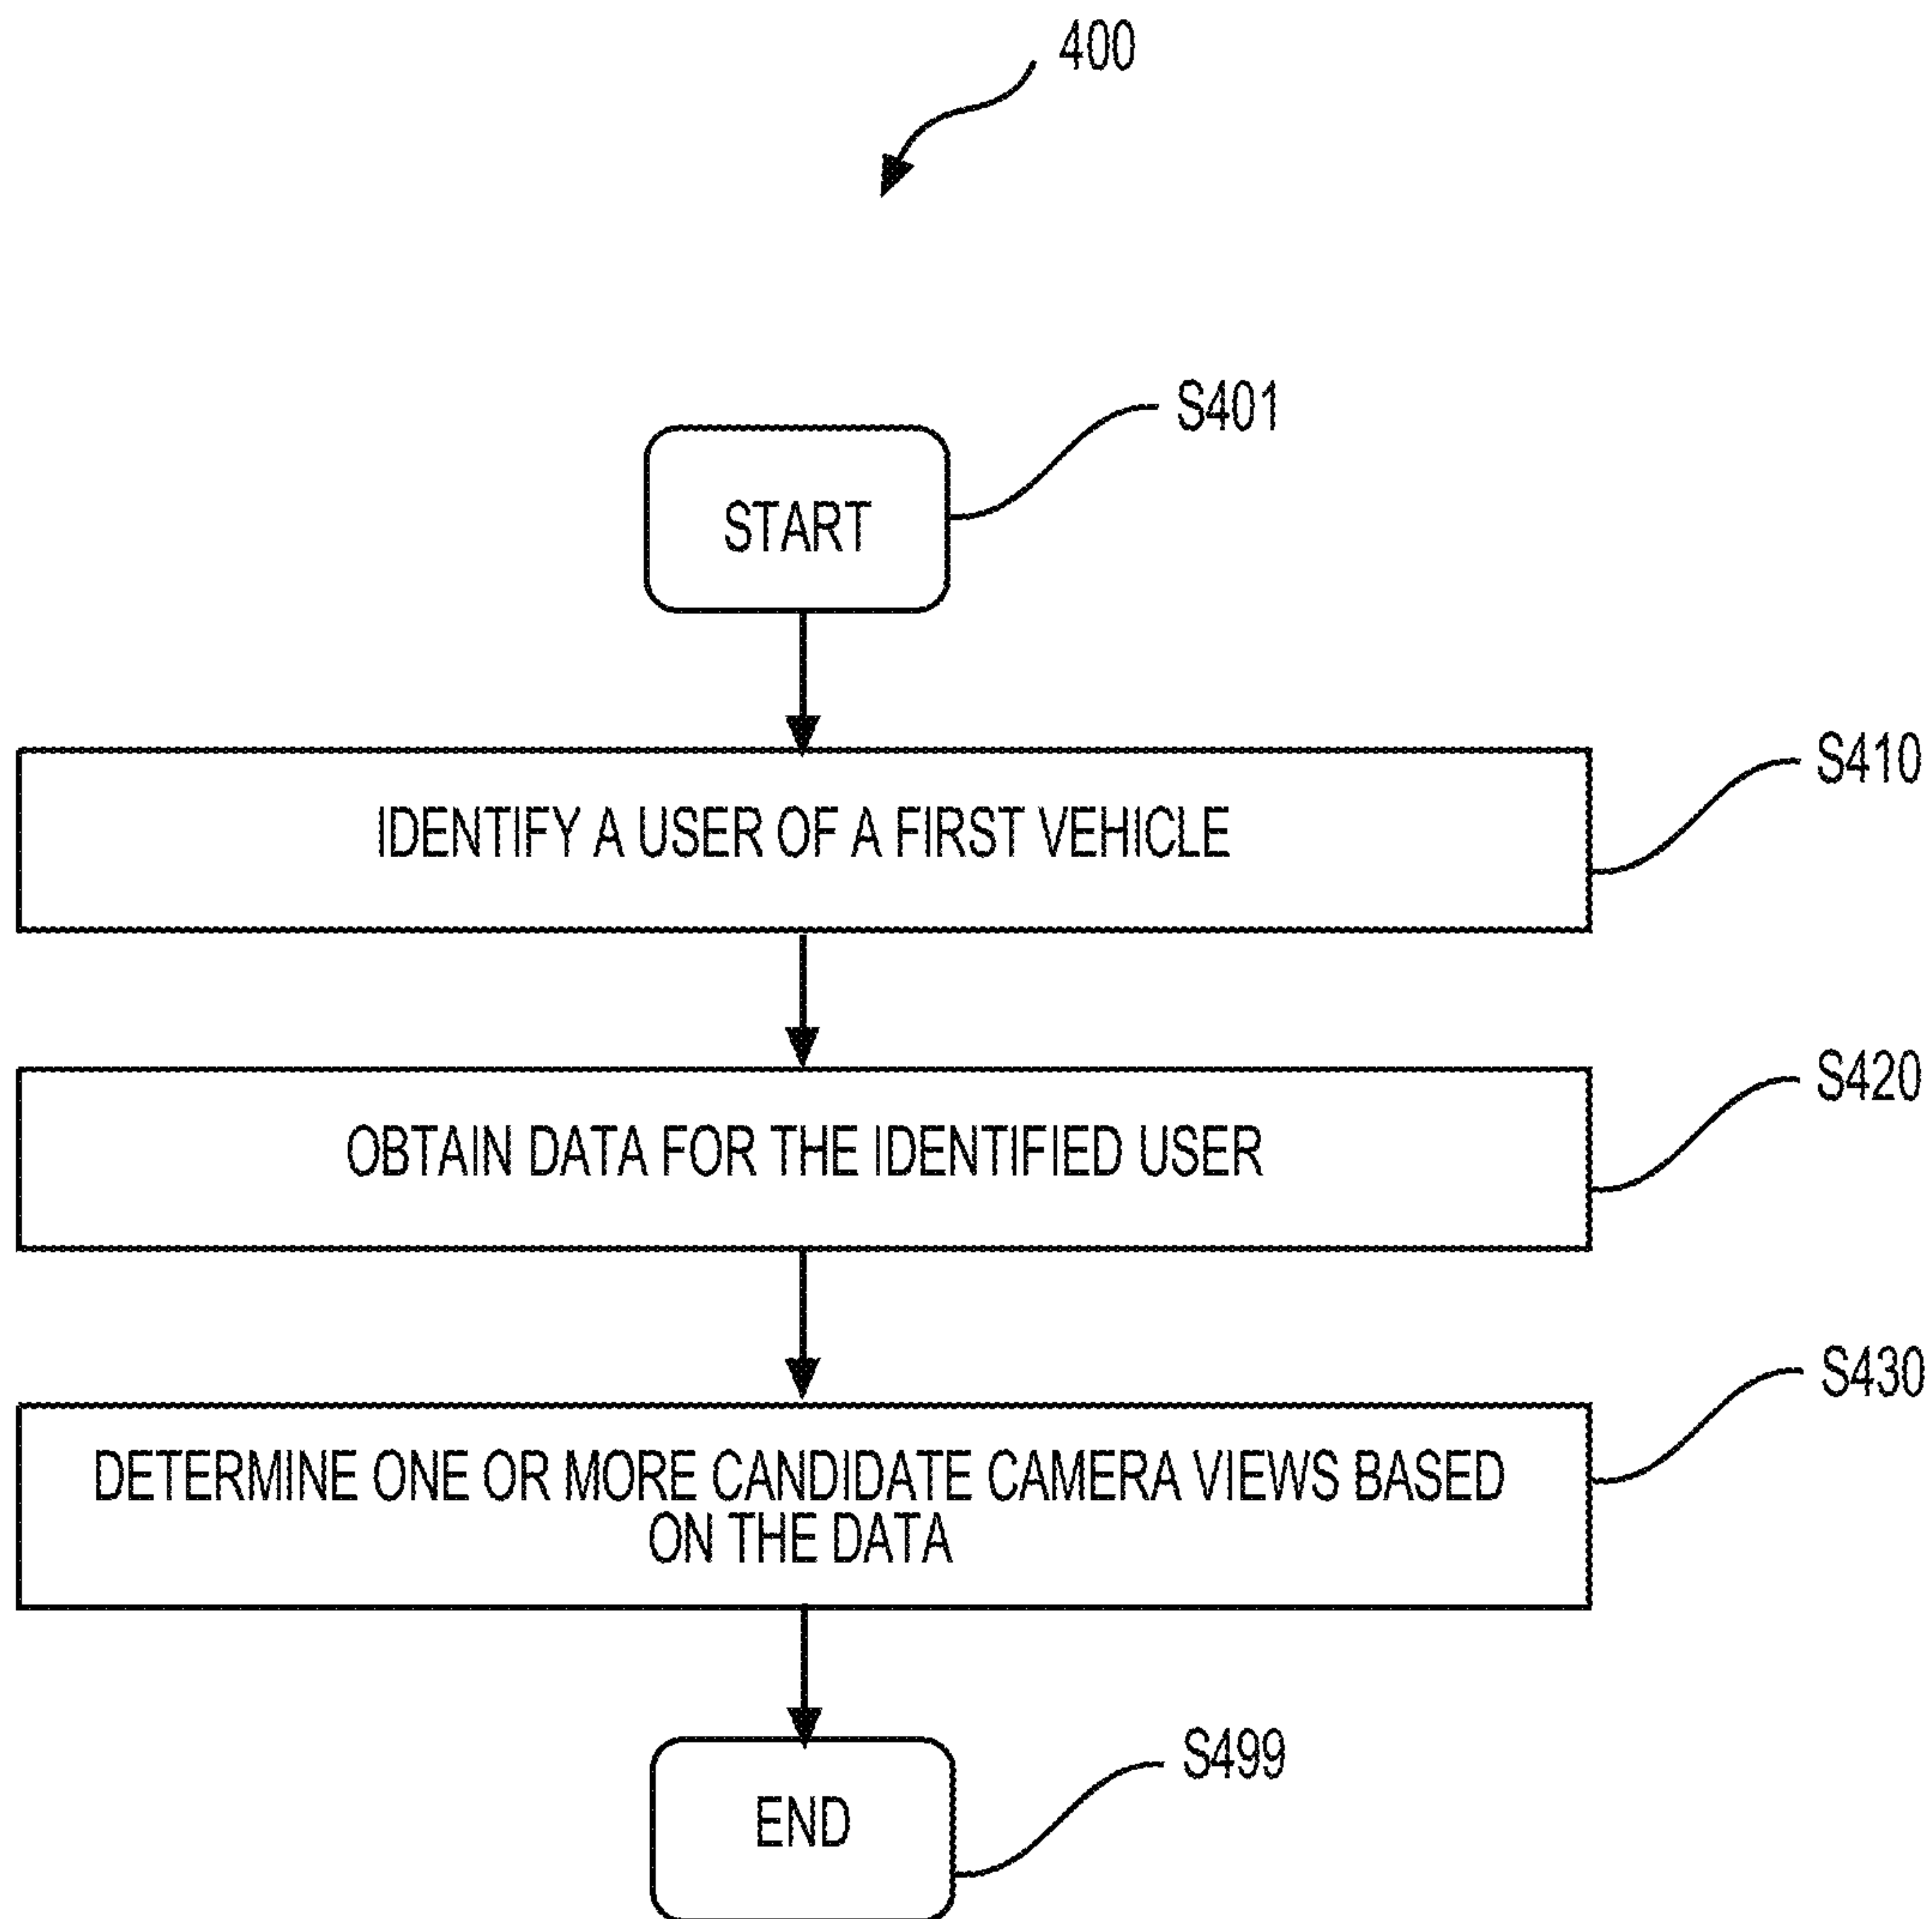 400
S401
START
S410
IDENTIFY A USER OF A FIRST VEHICLE
S420
OBTAIN DATA FOR THE IDENTIFIED USER
S430
DETERMINE ONE OR MORE CANDIDATE CAMERA VIEWS BASED
ON THE DATA
S499
END